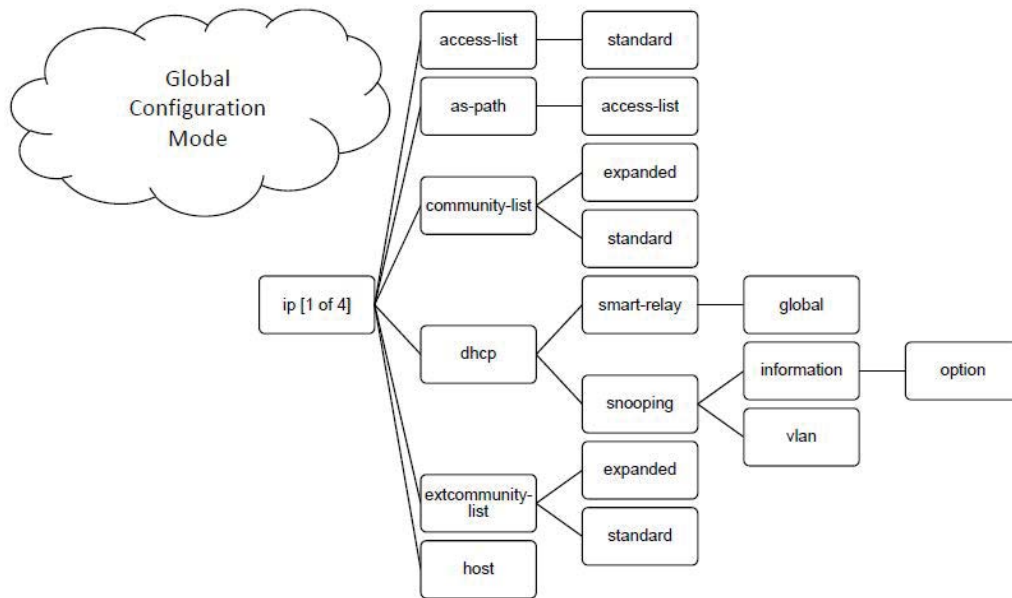 Global
Configuration
Mode
access-list
standard
as-path
access-list
community-list
expanded
standard
ip [1 of 4]
dhcp
smart-relay
global
snooping
information
option
vlan
extcommunity-
list
expanded
standard
host